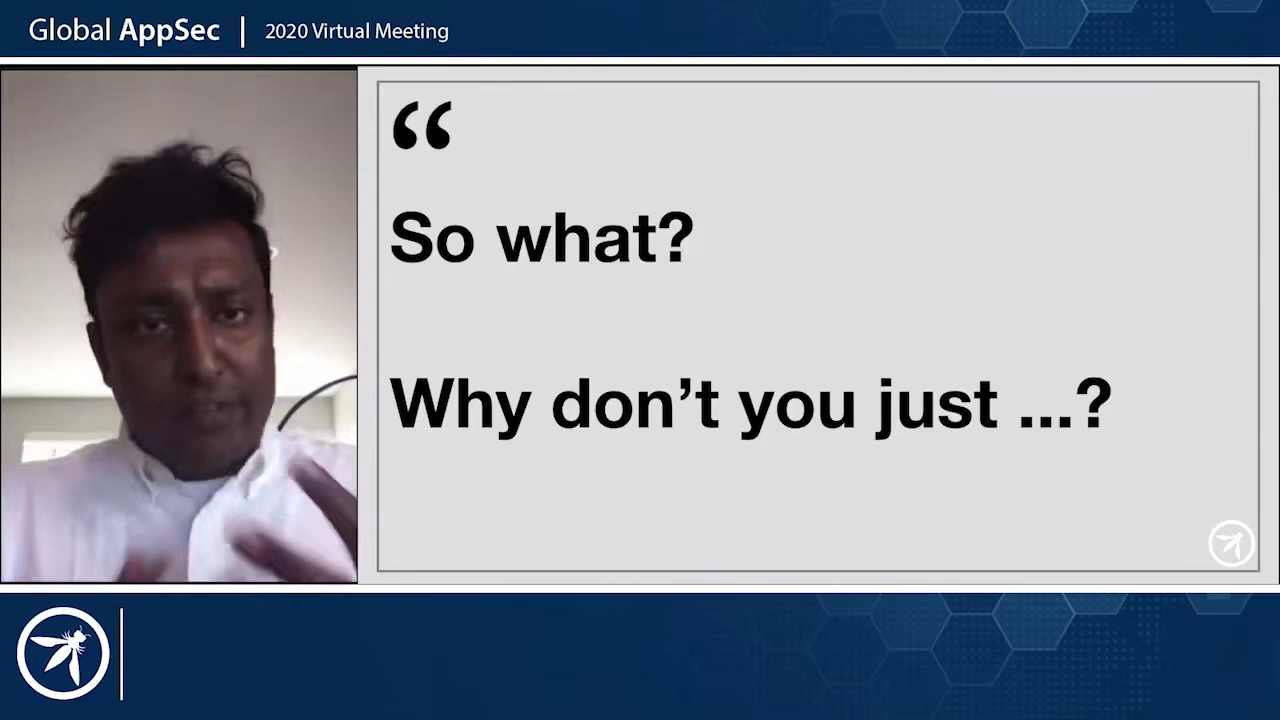 Global AppSec | 2020 Virtual Meeting
“
So what?
Why don’t you just ...?